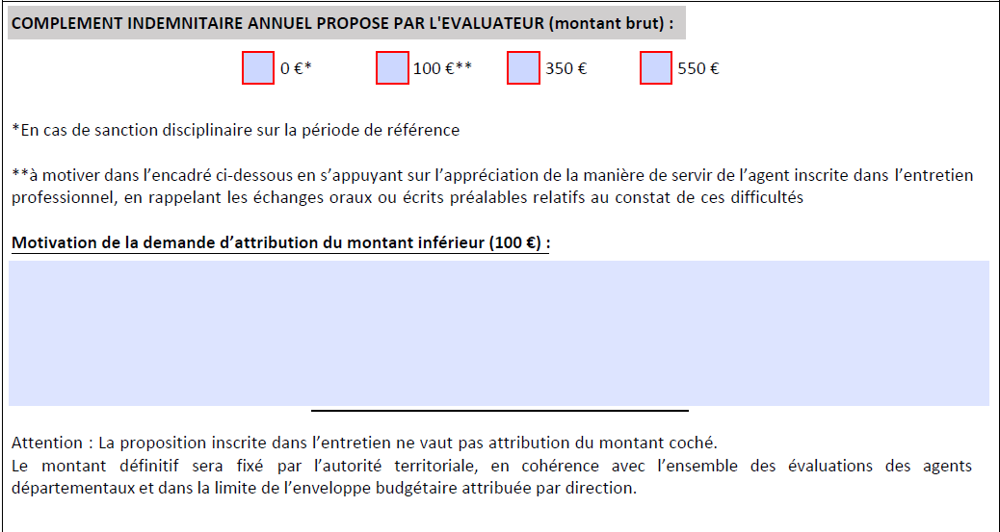 COMPLEMENT INDEMNITAIRE ANNUEL PROPOSE PAR L'EVALUATEUR (montant brut) :
0 €* 100 €** 350 € 550 €
*En cas de sanction disciplinaire sur la période de référence
**à motiver dans l’encadré ci-dessous en s’appuyant sur l’appréciation de la manière de servir de l’agent inscrite dans l’entretien
professionnel, en rappelant les échanges oraux ou écrits préalables relatifs au constat de ces difficultés
Motivation de la demande d’attribution du montant inférieur (100 €) :
Attention : La proposition inscrite dans l’entretien ne vaut pas attribution du montant coché.
Le montant définitif sera fixé par l’autorité territoriale, en cohérence avec l’ensemble des évaluations des agents
départementaux et dans la limite de l’enveloppe budgétaire attribuée par direction.